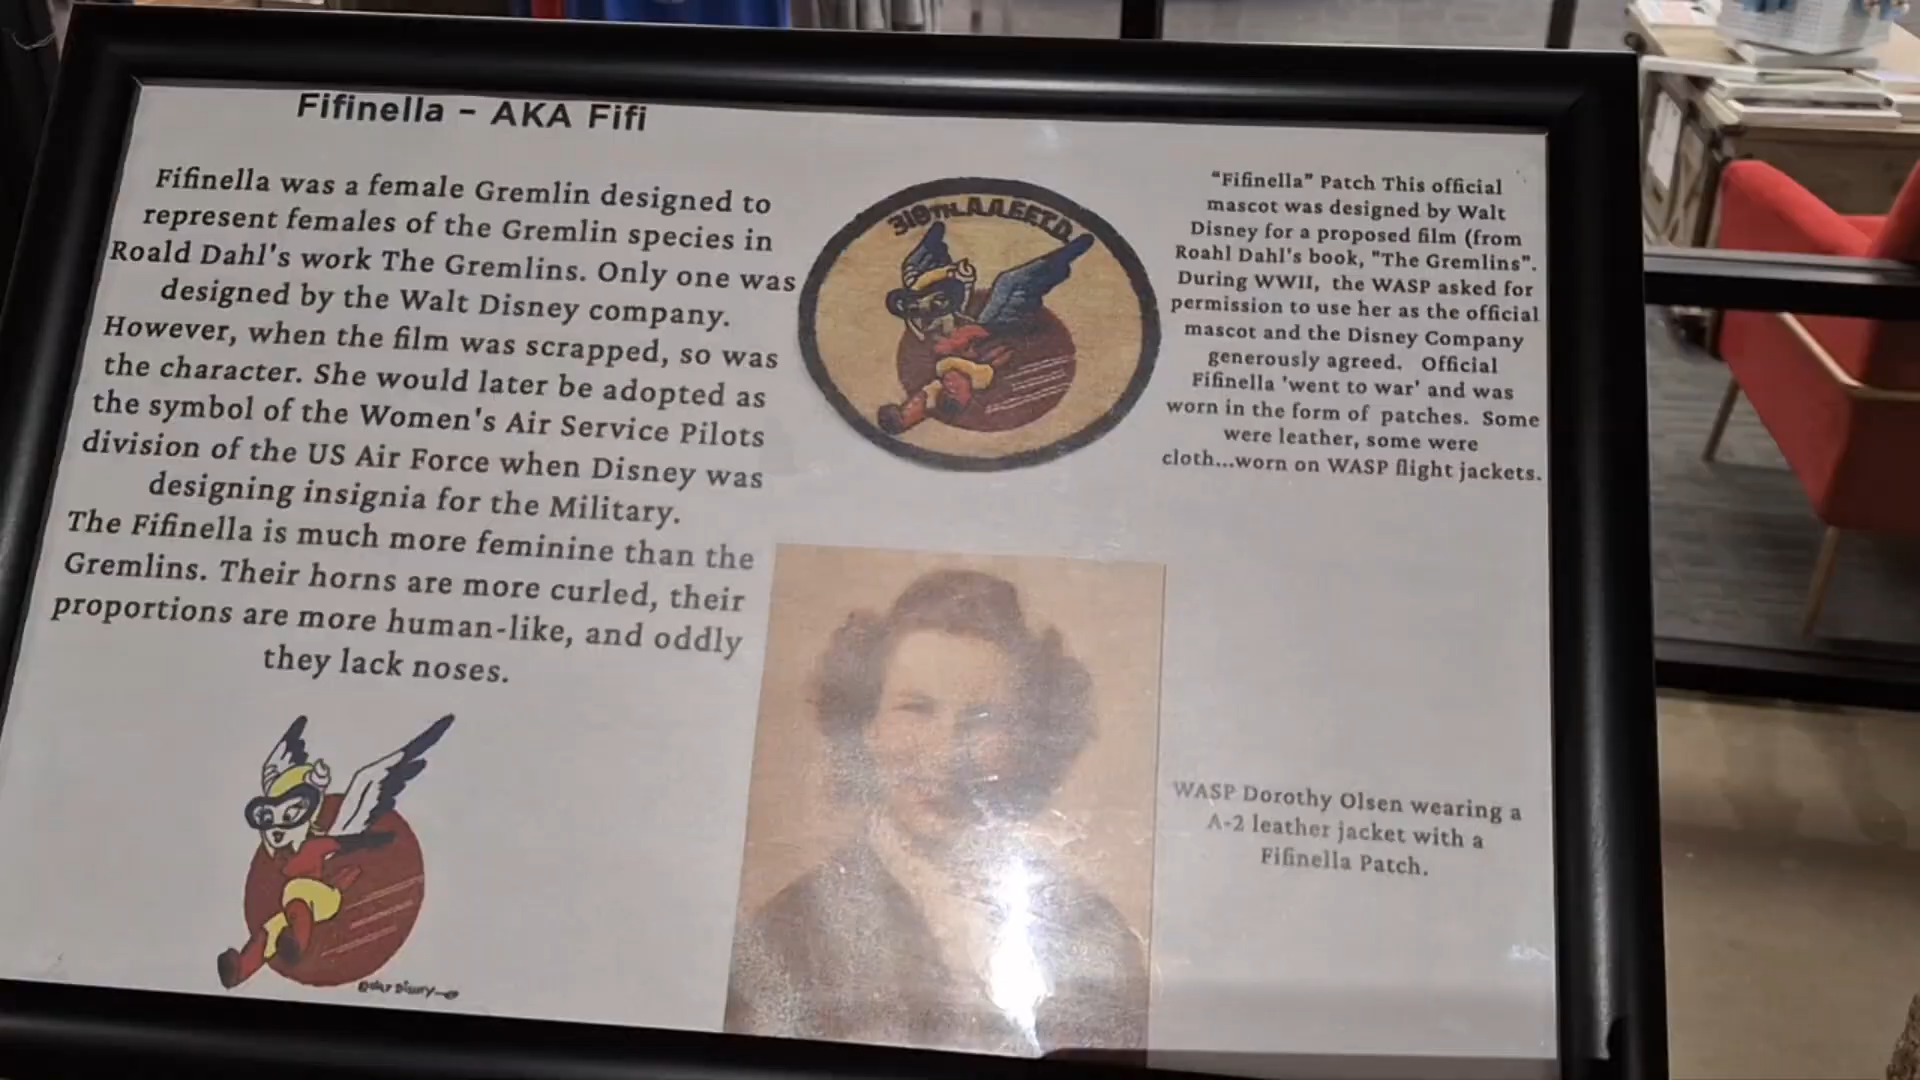 Fifinella – AKA Fifi
Fifinella was a female Gremlin designed to
represent females of the Gremlin species in
Roald Dahl's work The Gremlins. Only one was
designed by the Walt Disney company.
However, when the film was scrapped, so was
the character. She would later be adopted as
the symbol of the Women's Air Service Pilots
division of the US Air Force when Disney was
designing insignia for the Military.
The Fifinella is much more feminine than the
Gremlins. Their horns are more curled, their
proportions are more human-like, and oddly
they lack noses.
Walt Disney
319TH.A.A.F.F.T.D.
"Fifinella" Patch This official
mascot was designed by Walt
Disney for a proposed film (from
Roahl Dahl's book, "The Gremlins".
During WWII, the WASP asked for
permission to use her as the official
mascot and the Disney Company
generously agreed. Official
Fifinella 'went to war' and was
worn in the form of patches. Some
were leather, some were
cloth...worn on WASP flight jackets.
WASP Dorothy Olsen wearing a
A-2 leather jacket with a
Fifinella Patch.